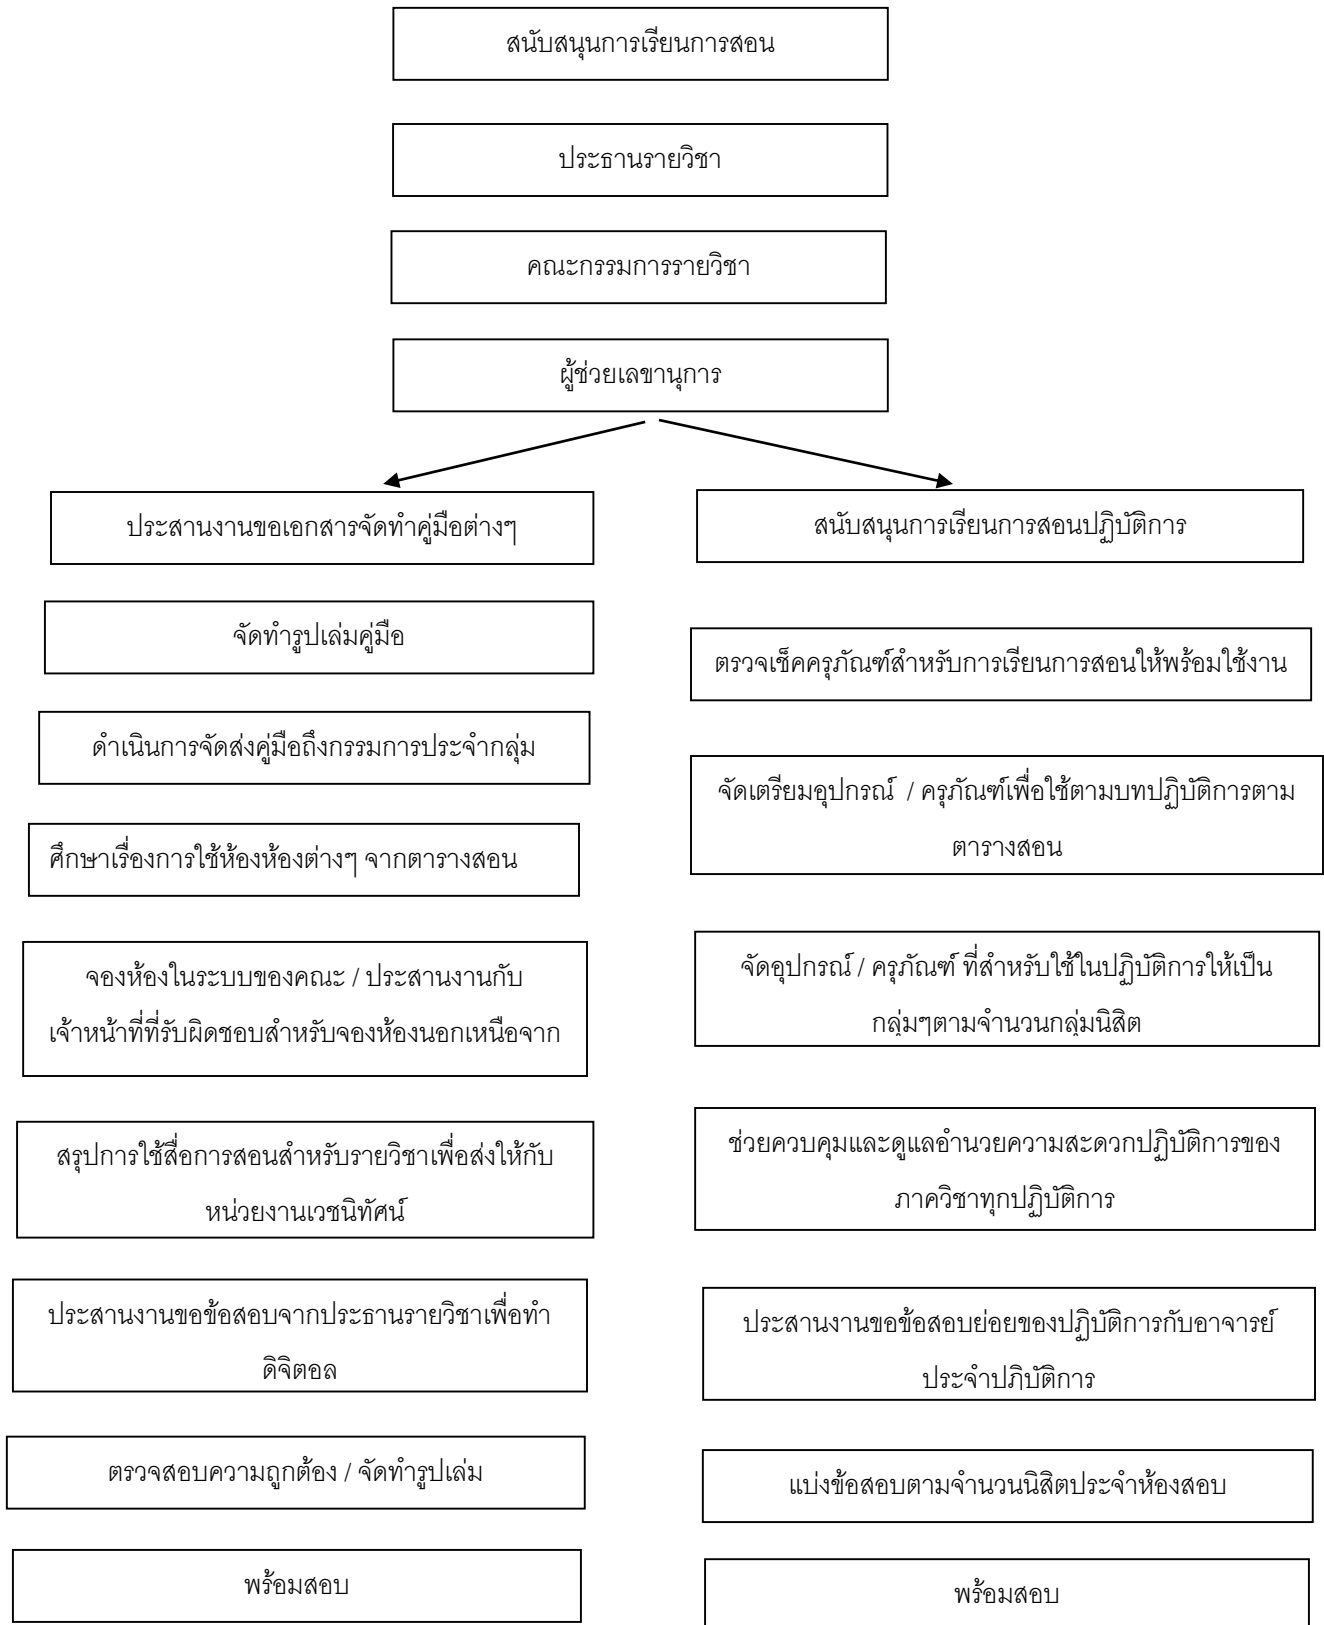 สนับสนุนการเรียนการสอน
ประธานรายวิชา
คณะกรรมการรายวิชา
ผู้ช่วยเลขานุการ
ประสานงานขอเอกสารจัดทำคู่มือต่างๆ
จัดทำรูปเล่มคู่มือ
ดำเนินการจัดส่งคู่มือถึงกรรมการประจำกลุ่ม
ศึกษาเรื่องการใช้ห้องห้องต่างๆ จากตารางสอน
จองห้องในระบบของคณะ / ประสานงานกับ
เจ้าหน้าที่ที่รับผิดชอบสำหรับจองห้องนอกเหนือจาก
สรุปการใช้สื่อการสอนสำหรับรายวิชาเพื่อส่งให้กับ
หน่วยงานเวชนิทัศน์
ประสานงานขอข้อสอบจากประธานรายวิชาเพื่อทำ
ดิจิตอล
ตรวจสอบความถูกต้อง / จัดทำรูปเล่ม
พร้อมสอบ
สนับสนุนการเรียนการสอนปฏิบัติการ
ตรวจเช็คครุภัณฑ์สำหรับการเรียนการสอนให้พร้อมใช้งาน
จัดเตรียมอุปกรณ์ / ครุภัณฑ์เพื่อใช้ตามบทปฏิบัติการตาม
ตารางสอน
จัดอุปกรณ์ / ครุภัณฑ์ ที่สำหรับใช้ในปฏิบัติการให้เป็น
กลุ่มๆตามจำนวนกลุ่มนิสิต
ช่วยควบคุมและดูแลอำนวยความสะดวกปฏิบัติการของ
ภาควิชาทุกปฏิบัติการ
ประสานงานขอข้อสอบย่อยของปฏิบัติการกับอาจารย์
ประจำปฏิบัติการ
แบ่งข้อสอบตามจำนวนนิสิตประจำห้องสอบ
พร้อมสอบ